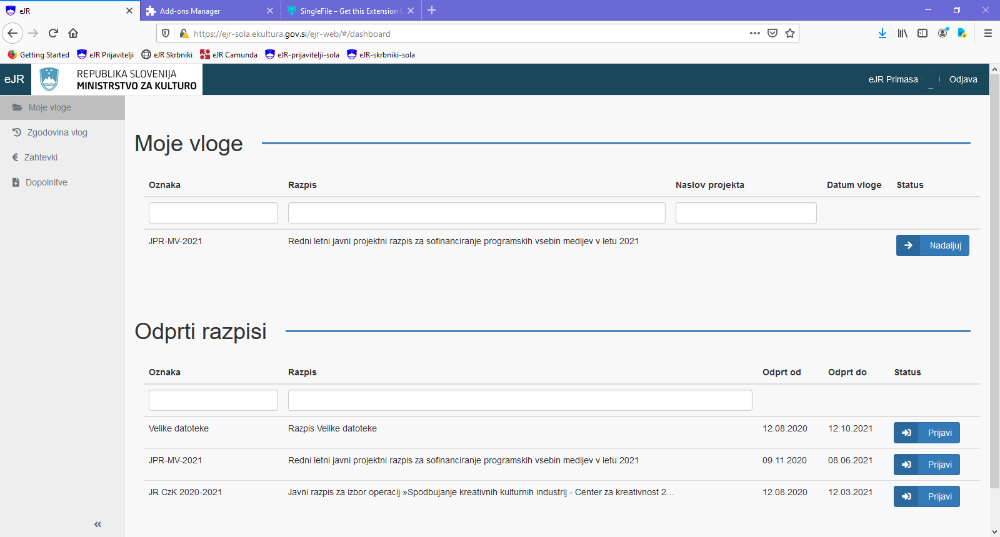 eJR
Add-ons Manager
SingleFile – Get this Extension f
https://ejr-sola.ekultura.gov.si/ejr-web/#/dashboard
Getting Started eJR Prijavitelji eJR Skrbniki eJR Camunda eJR-prijavitelji-sola eJR-skrbniki-sola
eJR
REPUBLIKA SLOVENIJA
MINISTRSTVO ZA KULTURO
eJR Primasa Odjava
Moje vloge
Zgodovina vlog
€ Zahtevki
Dopolnitve
Moje vloge
Oznaka Razpis Naslov projekta Datum vloge Status
JPR-MV-2021 Redni letni javni projektni razpis za sofinanciranje programskih vsebin medijev v letu 2021 Nadaljuj
Odprti razpisi
Oznaka Razpis Odprt od Odprt do Status
Velike datoteke Razpis Velike datoteke 12.08.2020 12.10.2021 Prijavi
JPR-MV-2021 Redni letni javni projektni razpis za sofinanciranje programskih vsebin medijev v letu 2021 09.11.2020 08.06.2021 Prijavi
JR CzK 2020-2021 Javni razpis za izbor operacij »Spodbujanje kreativnih kulturnih industrij - Center za kreativnost 2... 12.08.2020 12.03.2021 Prijavi